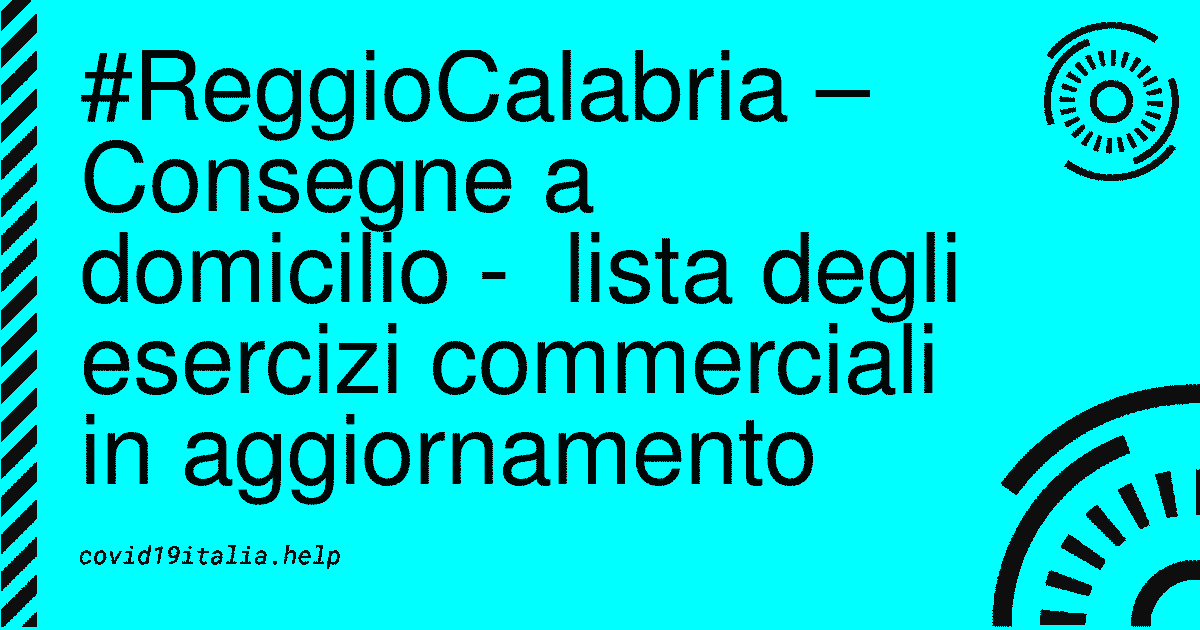 #ReggioCalabria –
Consegne a
domicilio -  lista degli
esercizi commerciali
in aggiornamento
covid19italia.help